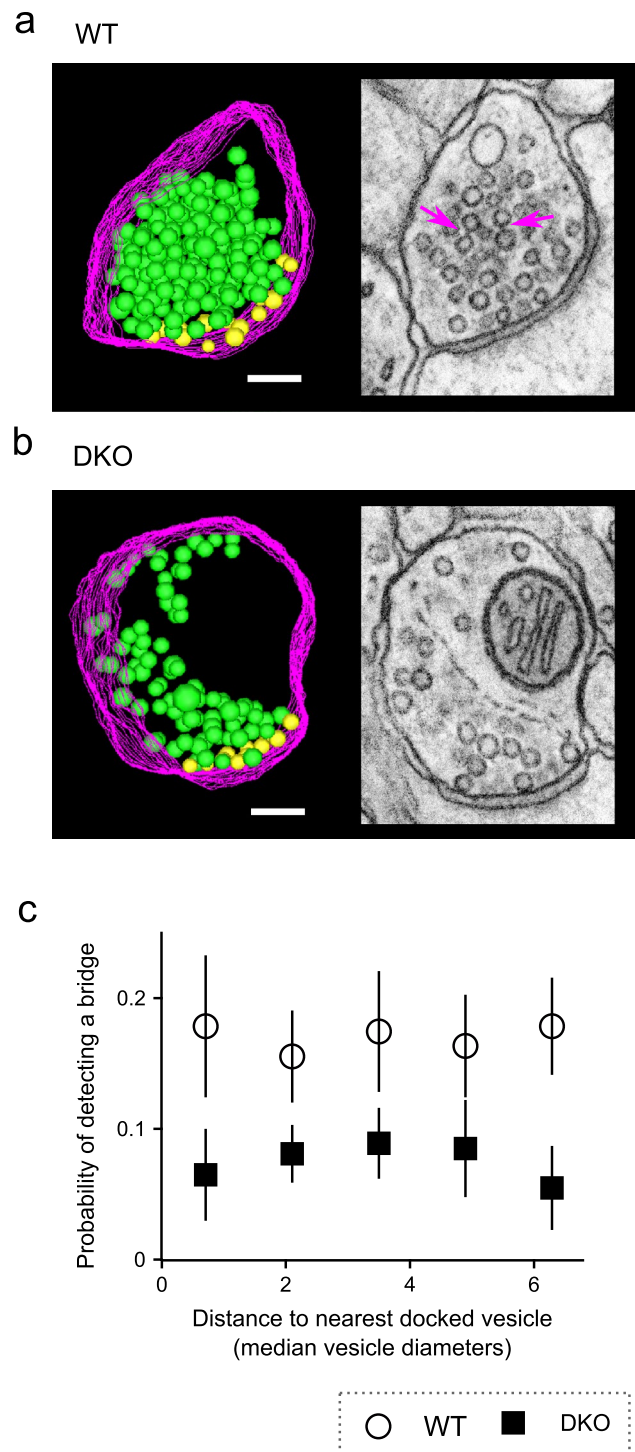 a
WT
b
DKO
c
Probability of detecting a bridge
0.2
0.1
0
0 2 4 6
Distance to nearest docked vesicle
(median vesicle diameters)
WT DKO